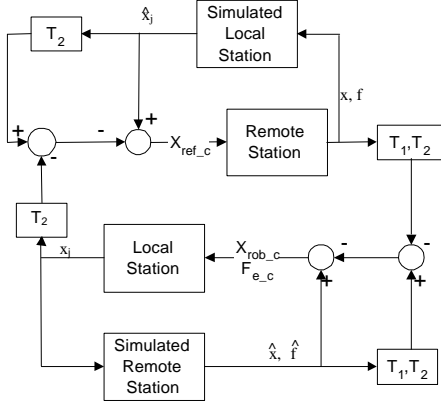 x̂j
Simulated
Local
Station
T2
x, f
+
-
-
+
Xref_c
Remote
Station
T1,T2
T2
xj
Local
Station
Xrob_c
Fe_c
-
-
+
+
Simulated
Remote
Station
x̂, f̂
T1,T2